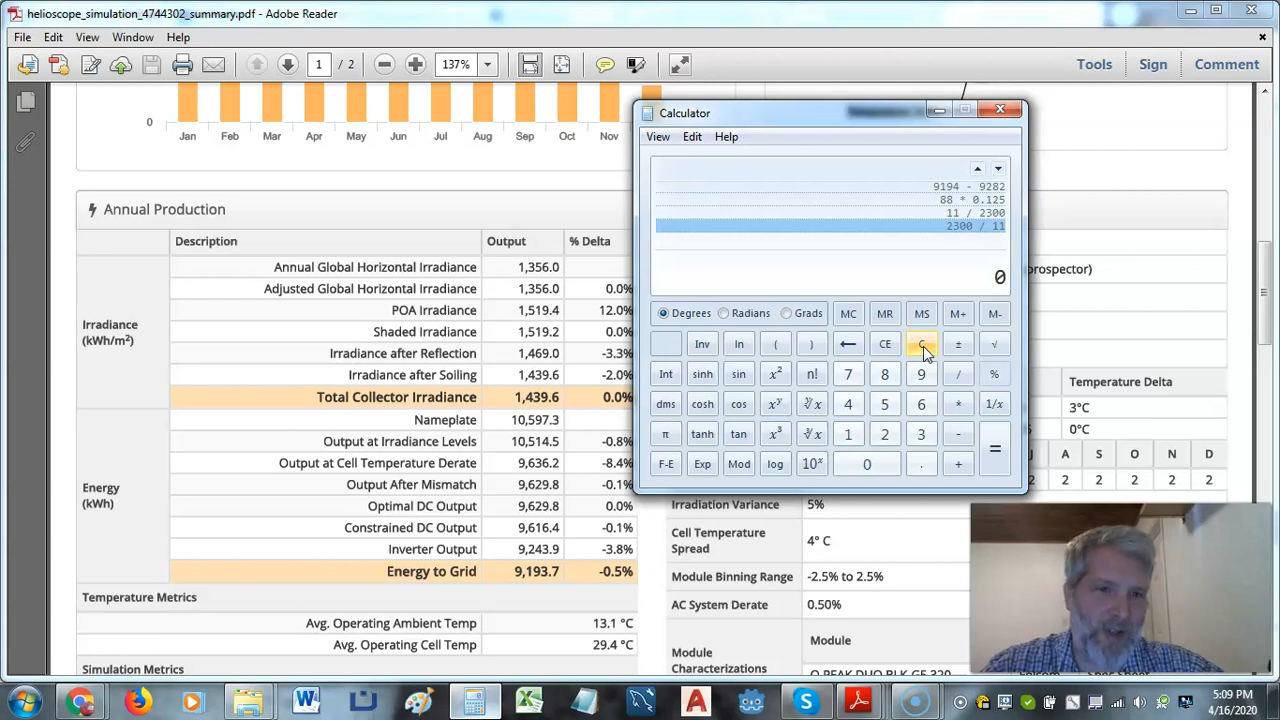 helioscope_simulation_4744302_summary.pdf - Adobe Reader
File Edit View Window Help
1 / 2 137% Tools Sign Comment
0
Jan Feb Mar Apr May Jun Jul Aug Sep Oct Nov
Annual Production
Description Output % Delta
Irradiance
(kWh/m²)
Annual Global Horizontal Irradiance 1,356.0
Adjusted Global Horizontal Irradiance 1,356.0 0.0%
POA Irradiance 1,519.4 12.0%
Shaded Irradiance 1,519.2 0.0%
Irradiance after Reflection 1,469.0 -3.3%
Irradiance after Soiling 1,439.6 -2.0%
Total Collector Irradiance 1,439.6 0.0%
Energy
(kWh)
Nameplate 10,597.3
Output at Irradiance Levels 10,514.5 -0.8%
Output at Cell Temperature Derate 9,636.2 -8.4%
Output After Mismatch 9,629.8 -0.1%
Optimal DC Output 9,629.8 0.0%
Constrained DC Output 9,616.4 -0.1%
Inverter Output 9,243.9 -3.8%
Energy to Grid 9,193.7 -0.5%
Temperature Metrics
Avg. Operating Ambient Temp 13.1 °C
Avg. Operating Cell Temp 29.4 °C
Simulation Metrics
Calculator
View Edit Help
9194 - 9282
88 * 0.125
11 / 2300
2300 / 11
0
Degrees Radians Grads MC MR MS M+ M-
Inv ln ( ) ← CE C ± √
Int sinh sin x² n! 7 8 9 / %
dms cosh cos xʸ ʸ√x 4 5 6 * 1/x
π tanh tan x³ ³√x 1 2 3 - =
F-E Exp Mod log 10ˣ 0 . +
prospector)
Temperature Delta
3°C
0°C
A S O N D
2 2 2 2 2
Irradiation Variance 5%
Cell Temperature
Spread
4° C
Module Binning Range -2.5% to 2.5%
AC System Derate 0.50%
Module
Characterizations
Module
5:09 PM
4/16/2020